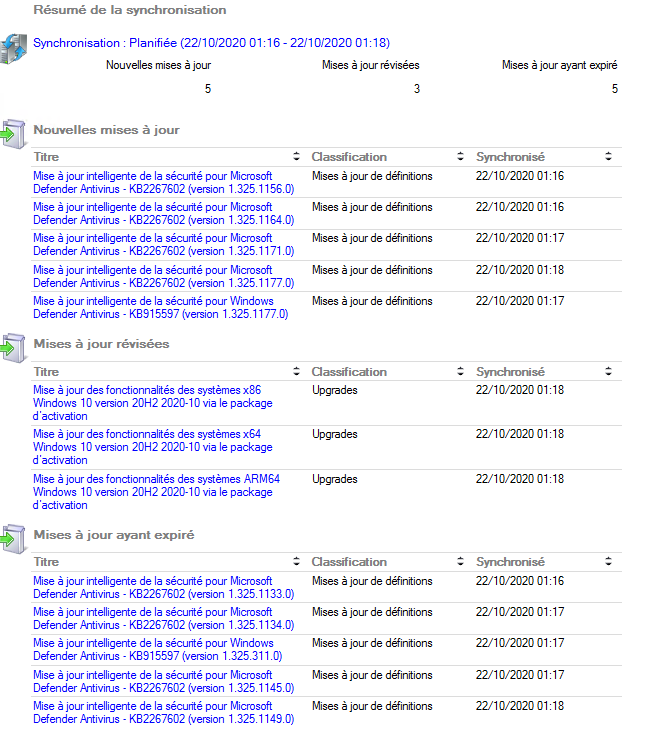 Résumé de la synchronisation
Synchronisation : Planifiée (22/10/2020 01:16 - 22/10/2020 01:18)
Nouvelles mises à jour Mises à jour révisées Mises à jour ayant expiré
5 3 5
Nouvelles mises à jour
Titre Classification Synchronisé
Mise à jour intelligente de la sécurité pour Microsoft Mises à jour de définitions 22/10/2020 01:16
Defender Antivirus - KB2267602 (version 1.325.1156.0)
Mise à jour intelligente de la sécurité pour Microsoft Mises à jour de définitions 22/10/2020 01:16
Defender Antivirus - KB2267602 (version 1.325.1164.0)
Mise à jour intelligente de la sécurité pour Microsoft Mises à jour de définitions 22/10/2020 01:17
Defender Antivirus - KB2267602 (version 1.325.1171.0)
Mise à jour intelligente de la sécurité pour Microsoft Mises à jour de définitions 22/10/2020 01:18
Defender Antivirus - KB2267602 (version 1.325.1177.0)
Mise à jour intelligente de la sécurité pour Windows Mises à jour de définitions 22/10/2020 01:17
Defender Antivirus - KB915597 (version 1.325.1177.0)
Mises à jour révisées
Titre Classification Synchronisé
Mise à jour des fonctionnalités des systèmes x86 Upgrades 22/10/2020 01:18
Windows 10 version 20H2 2020-10 via le package
d'activation
Mise à jour des fonctionnalités des systèmes x64 Upgrades 22/10/2020 01:18
Windows 10 version 20H2 2020-10 via le package
d'activation
Mise à jour des fonctionnalités des systèmes ARM64 Upgrades 22/10/2020 01:18
Windows 10 version 20H2 2020-10 via le package
d'activation
Mises à jour ayant expiré
Titre Classification Synchronisé
Mise à jour intelligente de la sécurité pour Microsoft Mises à jour de définitions 22/10/2020 01:16
Defender Antivirus - KB2267602 (version 1.325.1133.0)
Mise à jour intelligente de la sécurité pour Microsoft Mises à jour de définitions 22/10/2020 01:17
Defender Antivirus - KB2267602 (version 1.325.1134.0)
Mise à jour intelligente de la sécurité pour Windows Mises à jour de définitions 22/10/2020 01:17
Defender Antivirus - KB915597 (version 1.325.311.0)
Mise à jour intelligente de la sécurité pour Microsoft Mises à jour de définitions 22/10/2020 01:17
Defender Antivirus - KB2267602 (version 1.325.1145.0)
Mise à jour intelligente de la sécurité pour Microsoft Mises à jour de définitions 22/10/2020 01:18
Defender Antivirus - KB2267602 (version 1.325.1149.0)